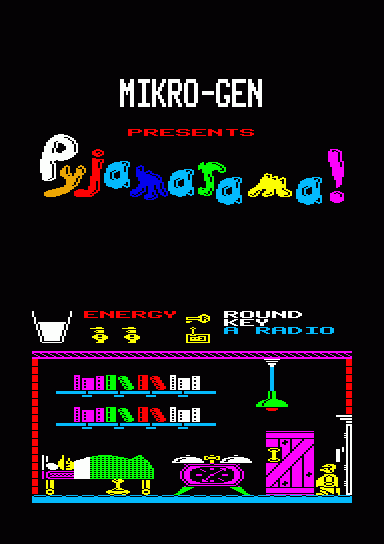 MIKRO-GEN
PRESENTS
Pyjamarama!
ENERGY
ROUND
KEY
A RADIO